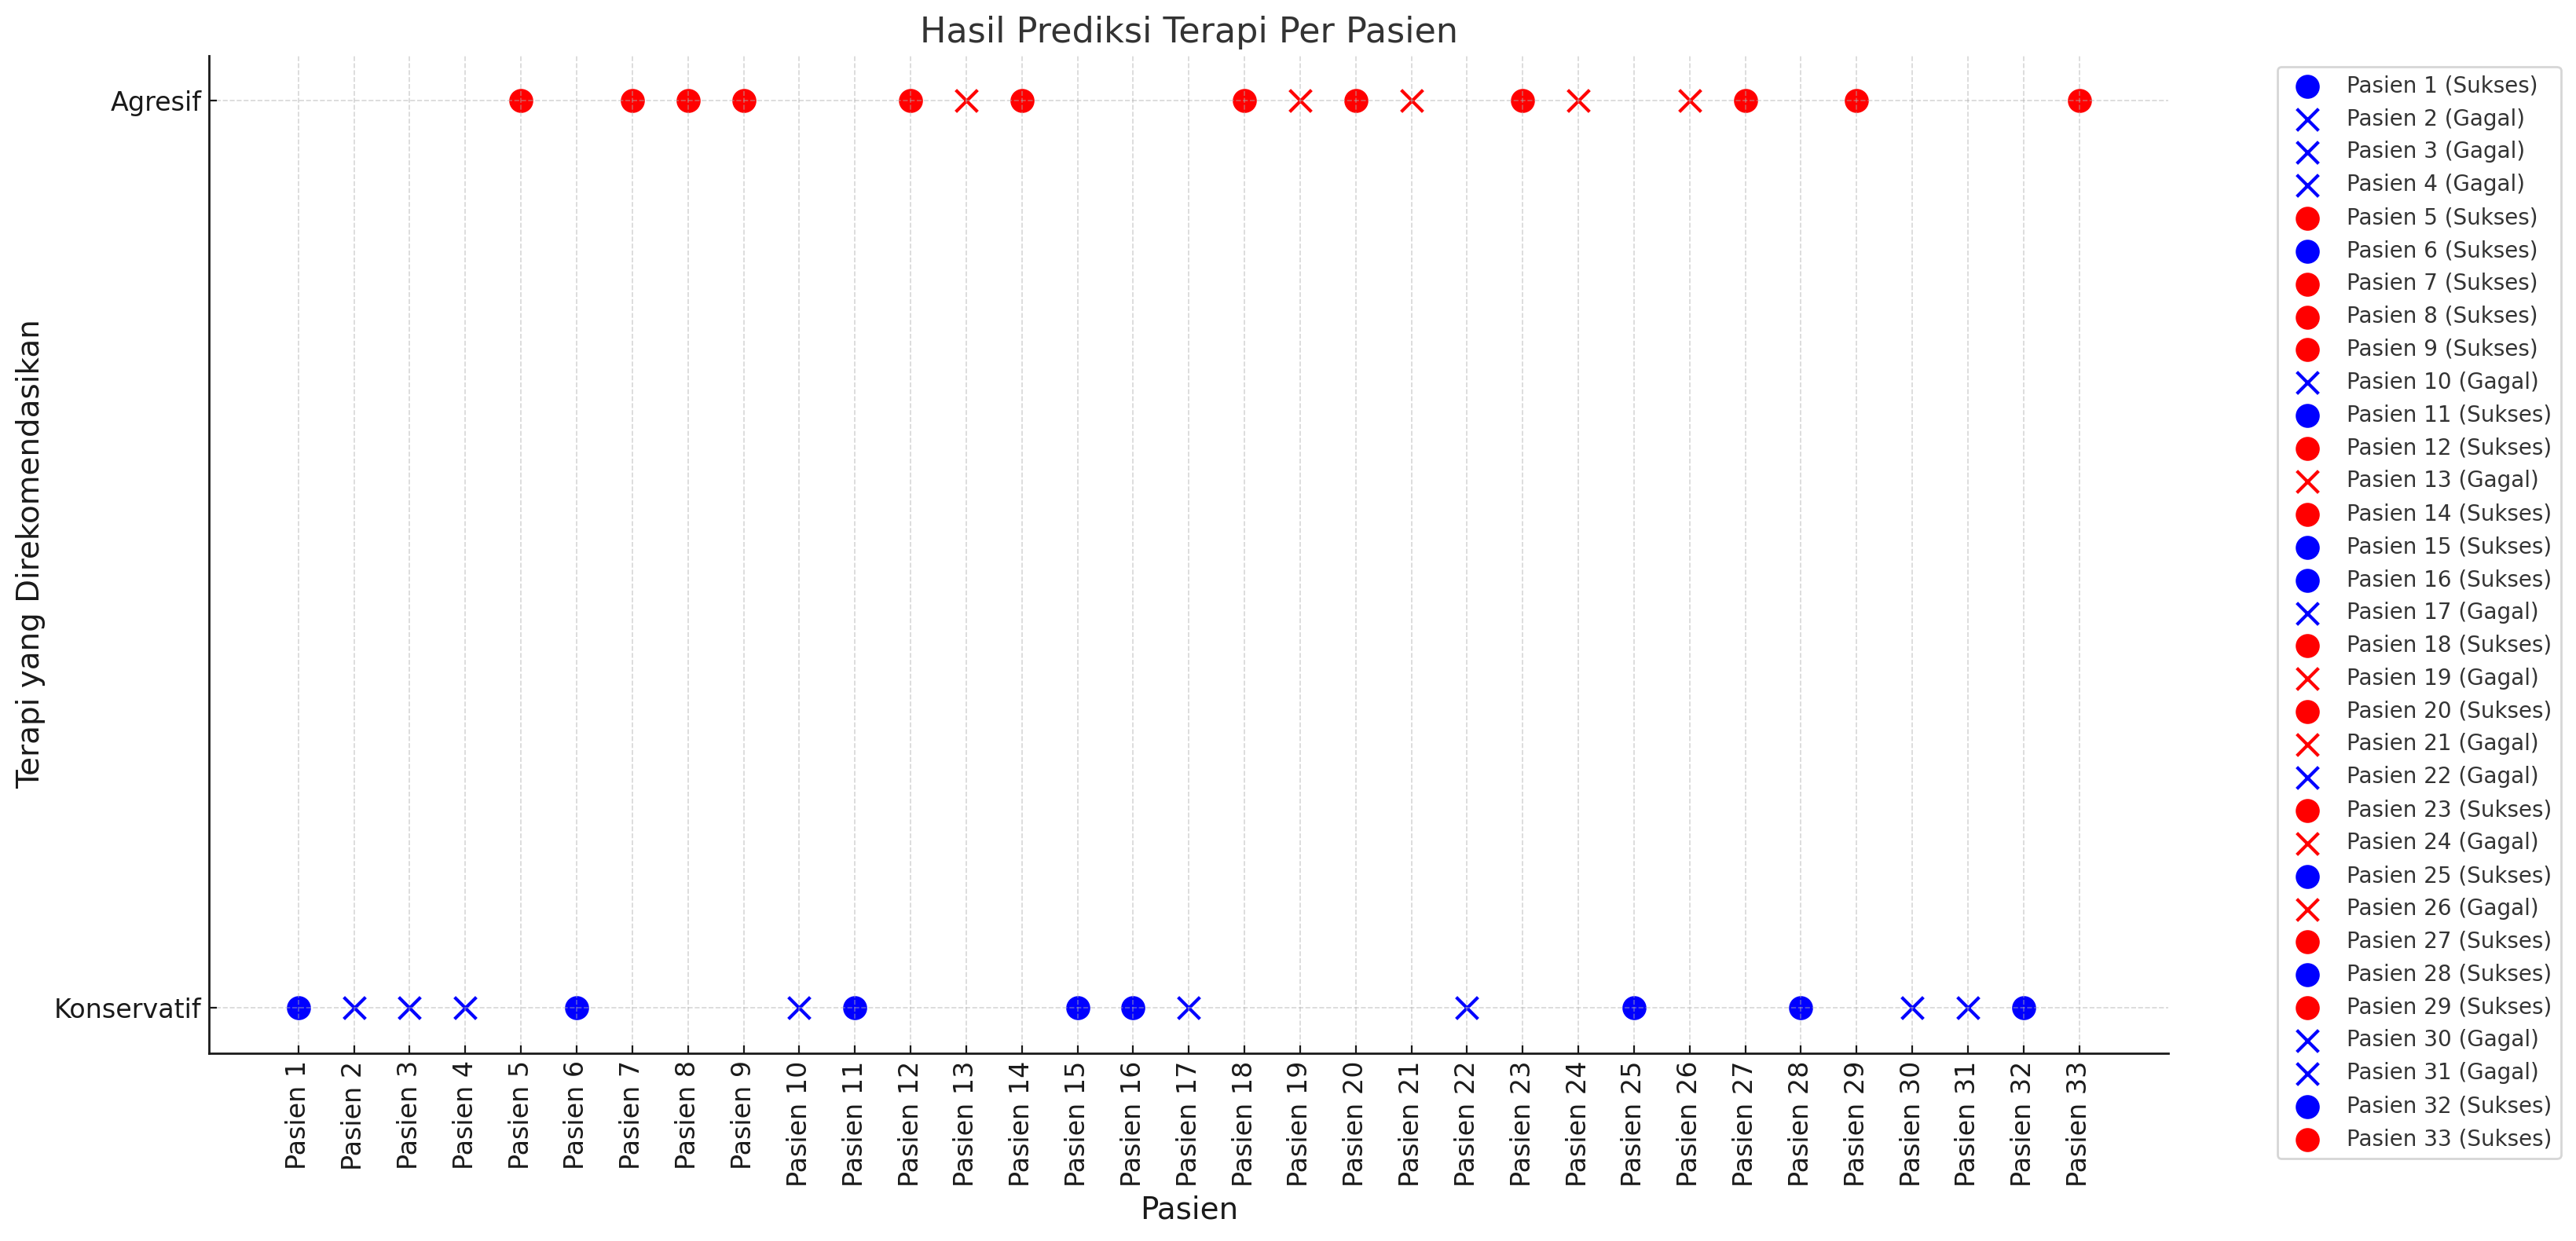 Hasil Prediksi Terapi Per Pasien
Terapi yang Direkomendasikan
Agresif
Konservatif
Pasien 1
Pasien 2
Pasien 3
Pasien 4
Pasien 5
Pasien 6
Pasien 7
Pasien 8
Pasien 9
Pasien 10
Pasien 11
Pasien 12
Pasien 13
Pasien 14
Pasien 15
Pasien 16
Pasien 17
Pasien 18
Pasien 19
Pasien 20
Pasien 21
Pasien 22
Pasien 23
Pasien 24
Pasien 25
Pasien 26
Pasien 27
Pasien 28
Pasien 29
Pasien 30
Pasien 31
Pasien 32
Pasien 33
Pasien
Pasien 1 (Sukses)
Pasien 2 (Gagal)
Pasien 3 (Gagal)
Pasien 4 (Gagal)
Pasien 5 (Sukses)
Pasien 6 (Sukses)
Pasien 7 (Sukses)
Pasien 8 (Sukses)
Pasien 9 (Sukses)
Pasien 10 (Gagal)
Pasien 11 (Sukses)
Pasien 12 (Sukses)
Pasien 13 (Gagal)
Pasien 14 (Sukses)
Pasien 15 (Sukses)
Pasien 16 (Sukses)
Pasien 17 (Gagal)
Pasien 18 (Sukses)
Pasien 19 (Gagal)
Pasien 20 (Sukses)
Pasien 21 (Gagal)
Pasien 22 (Gagal)
Pasien 23 (Sukses)
Pasien 24 (Gagal)
Pasien 25 (Sukses)
Pasien 26 (Gagal)
Pasien 27 (Sukses)
Pasien 28 (Sukses)
Pasien 29 (Sukses)
Pasien 30 (Gagal)
Pasien 31 (Gagal)
Pasien 32 (Sukses)
Pasien 33 (Sukses)